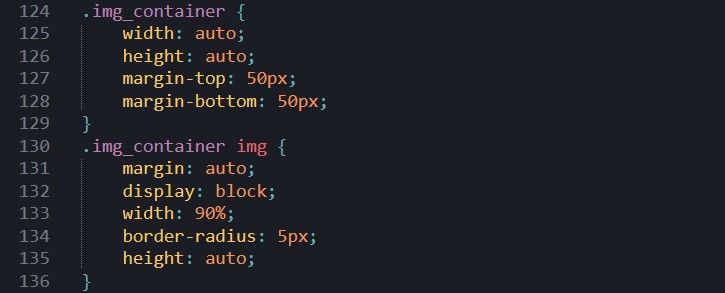 124 .img_container {
125 width: auto;
126 height: auto;
127 margin-top: 50px;
128 margin-bottom: 50px;
129 }
130 .img_container img {
131 margin: auto;
132 display: block;
133 width: 90%;
134 border-radius: 5px;
135 height: auto;
136 }